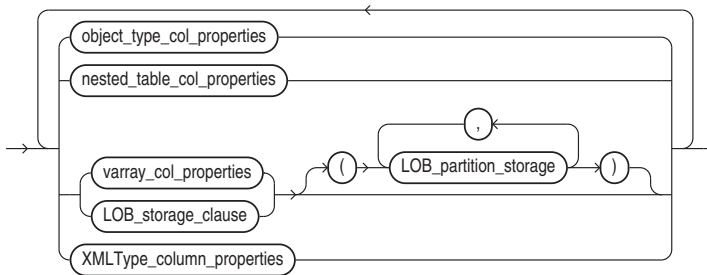 object_type_col_properties
nested_table_col_properties
,
varray_col_properties
( LOB_partition_storage )
LOB_storage_clause
XMLType_column_properties